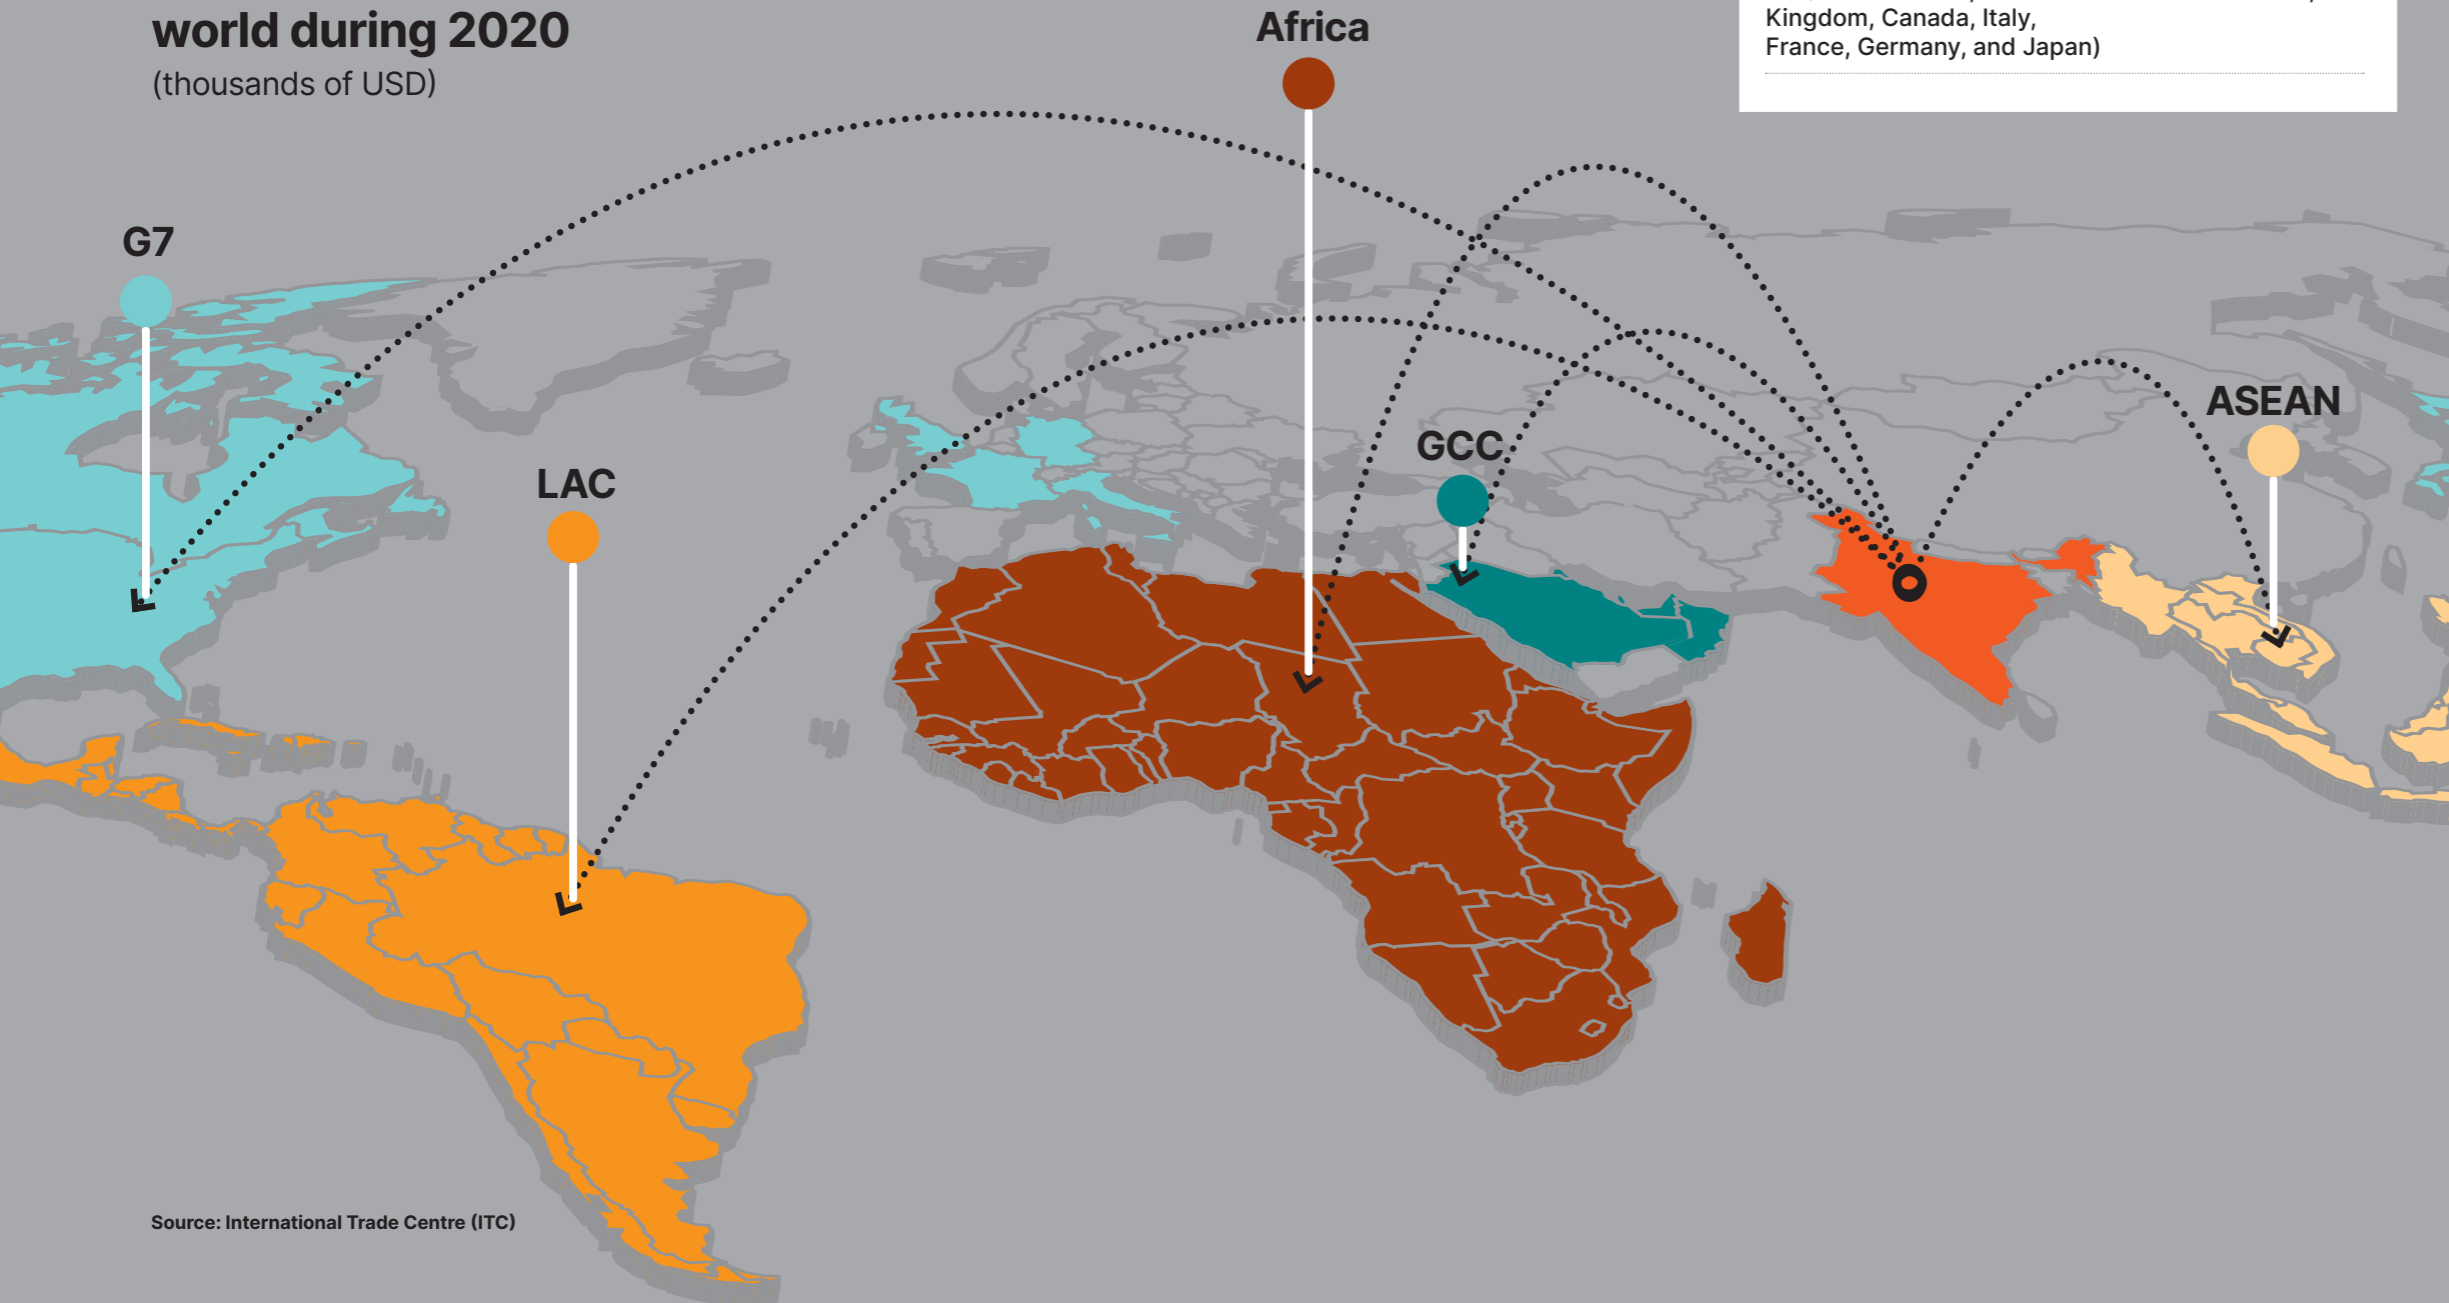 world during 2020
(thousands of USD)
Africa
Kingdom, Canada, Italy,
France, Germany, and Japan)
G7
LAC
GCC
ASEAN
Source: International Trade Centre (ITC)